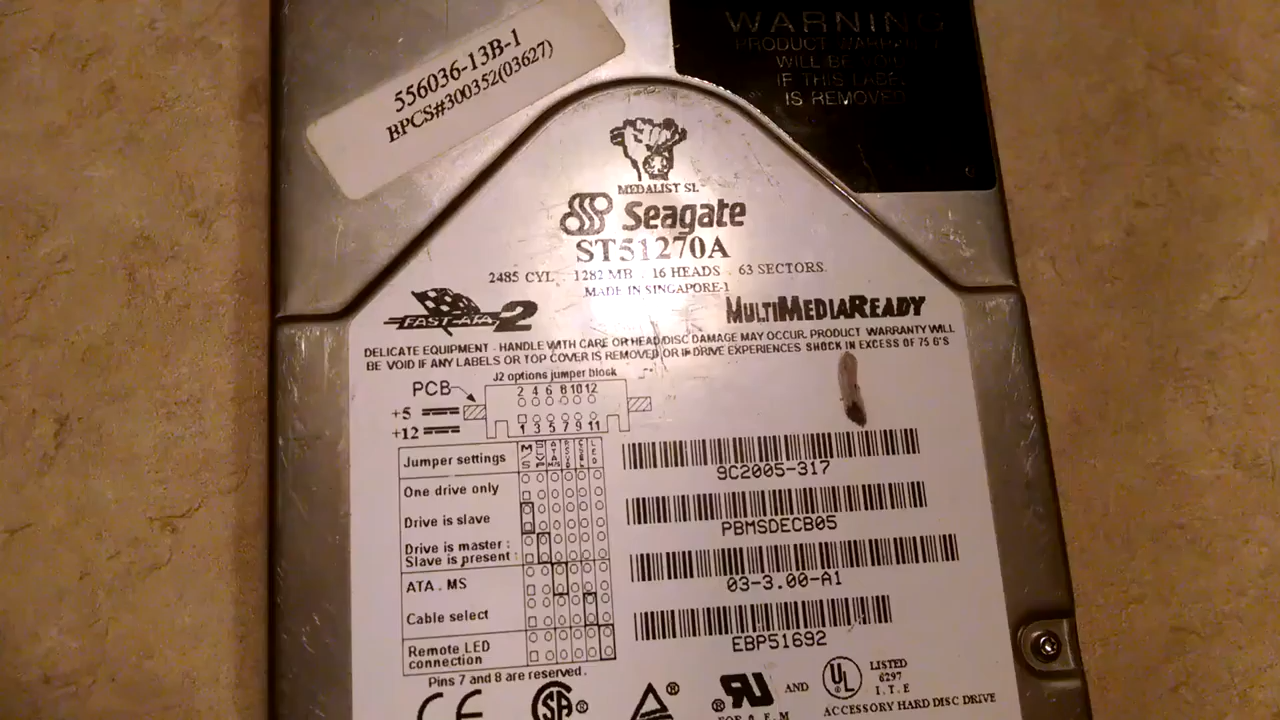 556036-13B-1
BPCS#300352(03627)
WARNING
PRODUCT WARRANTY
WILL BE VOID
IF THIS LABEL
IS REMOVED
MEDALIST SL
Seagate
ST51270A
2485 CYL . 1282 MB . 16 HEADS . 63 SECTORS.
MADE IN SINGAPORE-1
FAST-ATA 2
MULTIMEDIAREADY
DELICATE EQUIPMENT - HANDLE WITH CARE OR HEAD/DISC DAMAGE MAY OCCUR. PRODUCT WARRANTY WILL
BE VOID IF ANY LABELS OR TOP COVER IS REMOVED OR IF DRIVE EXPERIENCES SHOCK IN EXCESS OF 75 G'S
J2 options jumper block
PCB
2 4 6 8 10 12
+5
+12
1 3 5 7 9 11
Jumper settings
M/S
LED
One drive only
Drive is slave
Drive is master :
Slave is present :
ATA . MS
Cable select
Remote LED
connection
Pins 7 and 8 are reserved.
9C2005-317
PBMSDECB05
03-3.00-A1
EBP51692
CE
SA ®
®
® RU AND UL
LISTED
6297
I.T.E
ACCESSORY HARD DISC DRIVE